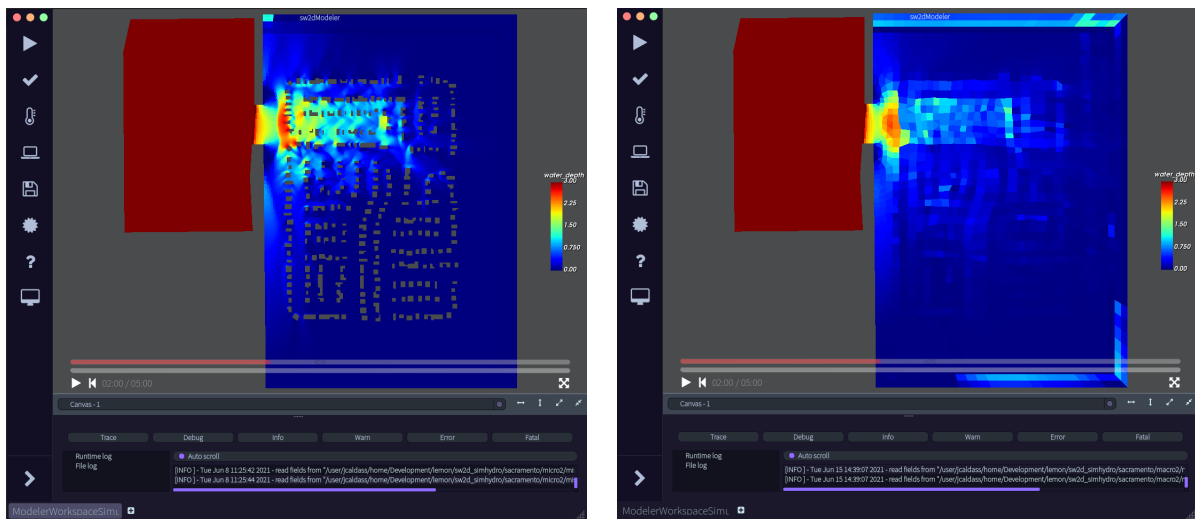 sw2dModeler
water_depth
3.00
2.25
1.50
0.750
0.00
02:00 / 05:00
Canvas - 1
Trace Debug Info Warn Error Fatal
Runtime log
File log
Auto scroll
[INFO ] - Tue Jun 8 11:25:42 2021 - read fields from "/user/jcaldass/home/Development/lemon/sw2d_simhydro/sacramento/micro2/mi
[INFO ] - Tue Jun 8 11:25:44 2021 - read fields from "/user/jcaldass/home/Development/lemon/sw2d_simhydro/sacramento/micro2/mi
ModelerWorkspaceSimu
sw2dModeler
water_depth
3.00
2.25
1.50
0.750
0.00
02:00 / 05:00
Canvas - 1
Trace Debug Info Warn Error Fatal
Runtime log
File log
Auto scroll
[INFO ] - Tue Jun 15 14:39:07 2021 - read fields from "/user/jcaldass/home/Development/lemon/sw2d_simhydro/sacramento/macro2/r
[INFO ] - Tue Jun 15 14:39:07 2021 - read fields from "/user/jcaldass/home/Development/lemon/sw2d_simhydro/sacramento/macro2/r
ModelerWorkspaceSimu